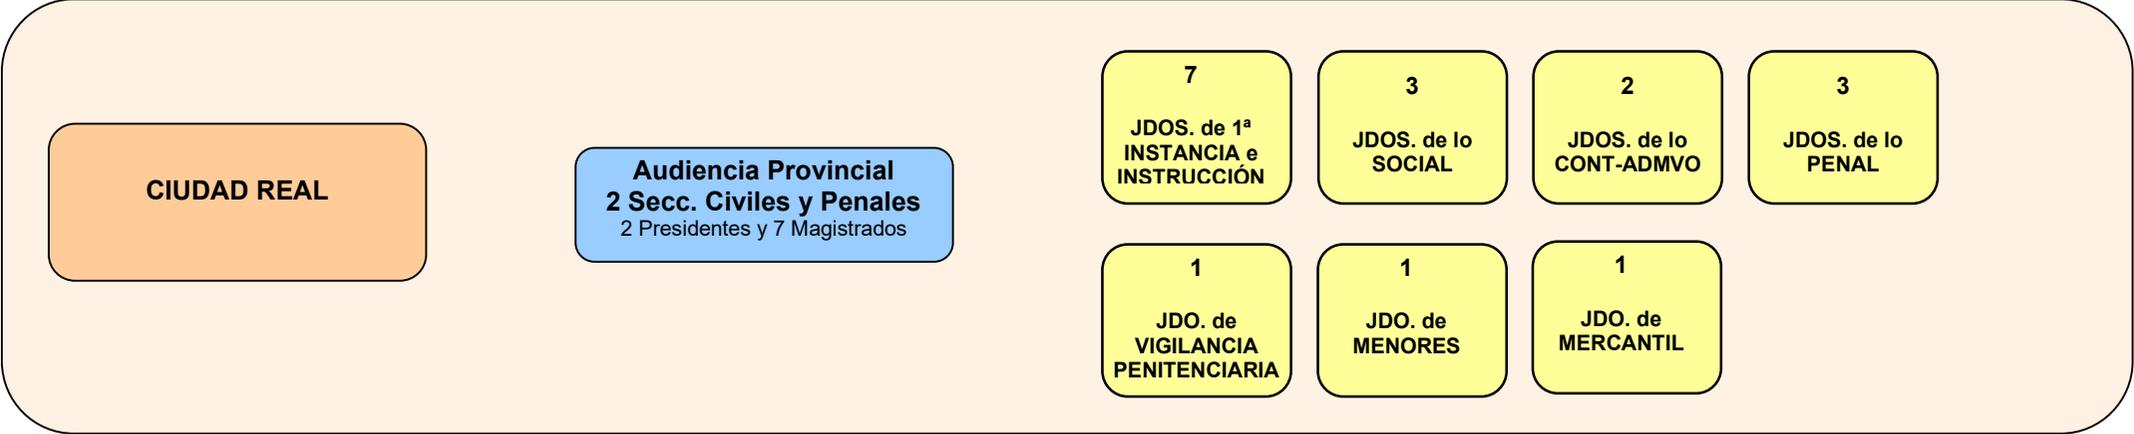 CIUDAD REAL
Audiencia Provincial
2 Secc. Civiles y Penales
2 Presidentes y 7 Magistrados
7
JDOS. de 1ª
INSTANCIA e
INSTRUCCIÓN
3
JDOS. de lo
SOCIAL
2
JDOS. de lo
CONT-ADMVO
3
JDOS. de lo
PENAL
1
JDO. de
VIGILANCIA
PENITENCIARIA
1
JDO. de
MENORES
1
JDO. de
MERCANTIL